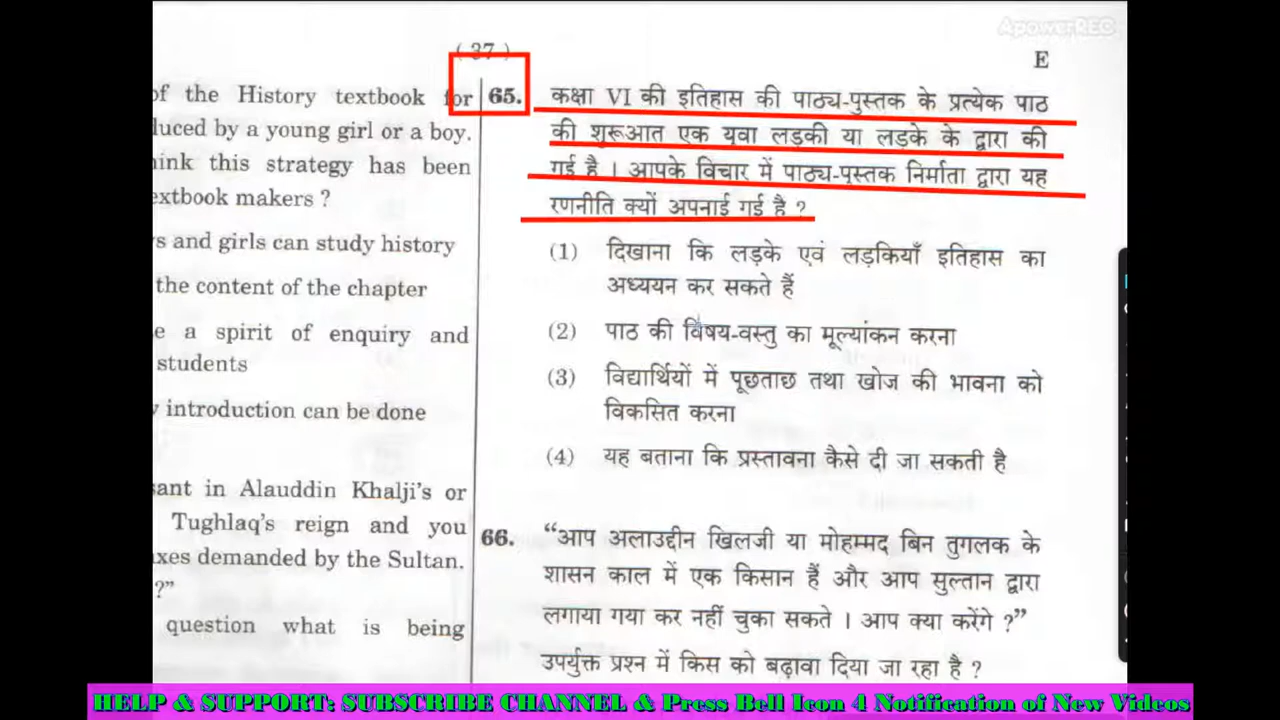 ApowerREC
( 37 )
E
of the History textbook for
duced by a young girl or a boy.
hink this strategy has been
extbook makers ?
s and girls can study history
the content of the chapter
e a spirit of enquiry and
students
introduction can be done
sant in Alauddin Khalji's or
Tughlaq's reign and you
xes demanded by the Sultan.
?"
question what is being
65. कक्षा VI की इतिहास की पाठ्य-पुस्तक के प्रत्येक पाठ
की शुरूआत एक युवा लड़की या लड़के के द्वारा की
गई है । आपके विचार में पाठ्य-पुस्तक निर्माता द्वारा यह
रणनीति क्यों अपनाई गई है ?
(1) दिखाना कि लड़के एवं लड़कियाँ इतिहास का
अध्ययन कर सकते हैं
(2) पाठ की विषय-वस्तु का मूल्यांकन करना
(3) विद्यार्थियों में पूछताछ तथा खोज की भावना को
विकसित करना
(4) यह बताना कि प्रस्तावना कैसे दी जा सकती है
66. “आप अलाउद्दीन खिलजी या मोहम्मद बिन तुगलक के
शासन काल में एक किसान हैं और आप सुल्तान द्वारा
लगाया गया कर नहीं चुका सकते । आप क्या करेंगे ?”
उपर्युक्त प्रश्न में किस को बढ़ावा दिया जा रहा है ?
HELP & SUPPORT: SUBSCRIBE CHANNEL & Press Bell Icon 4 Notification of New Videos